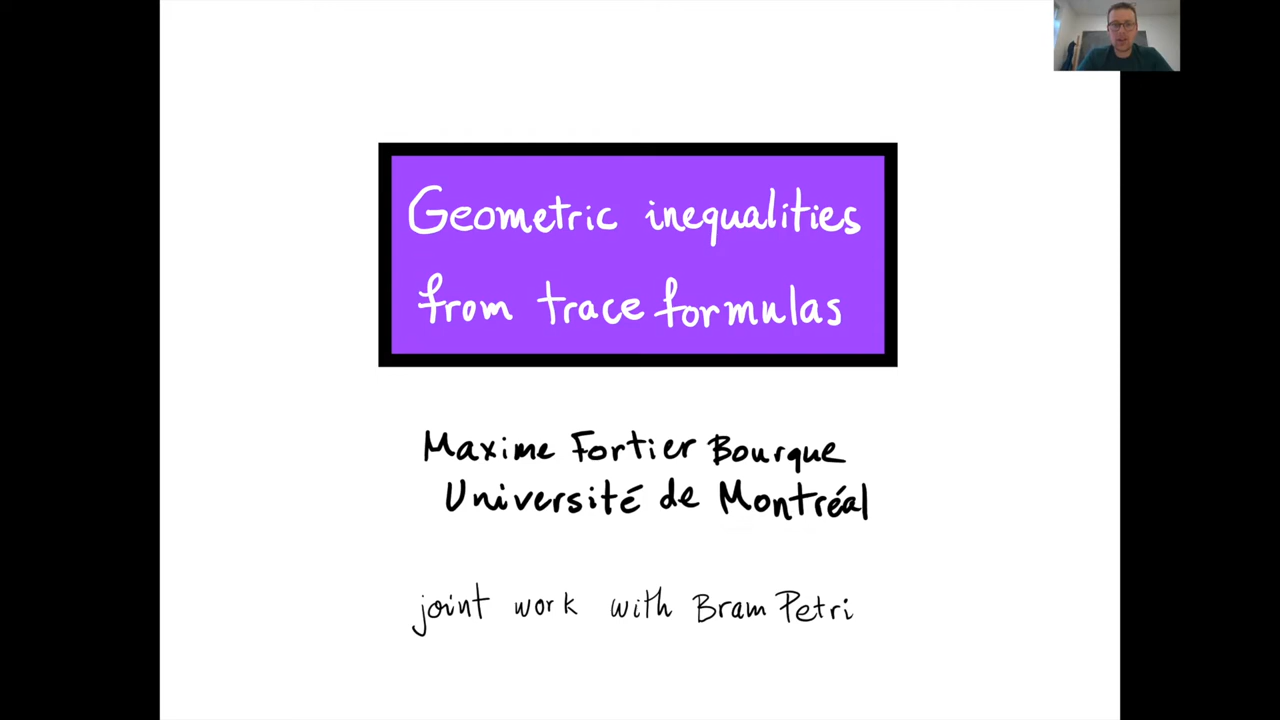 Geometric inequalities
from trace formulas
Maxime Fortier Bourque
Université de Montréal
joint work with Bram Petri